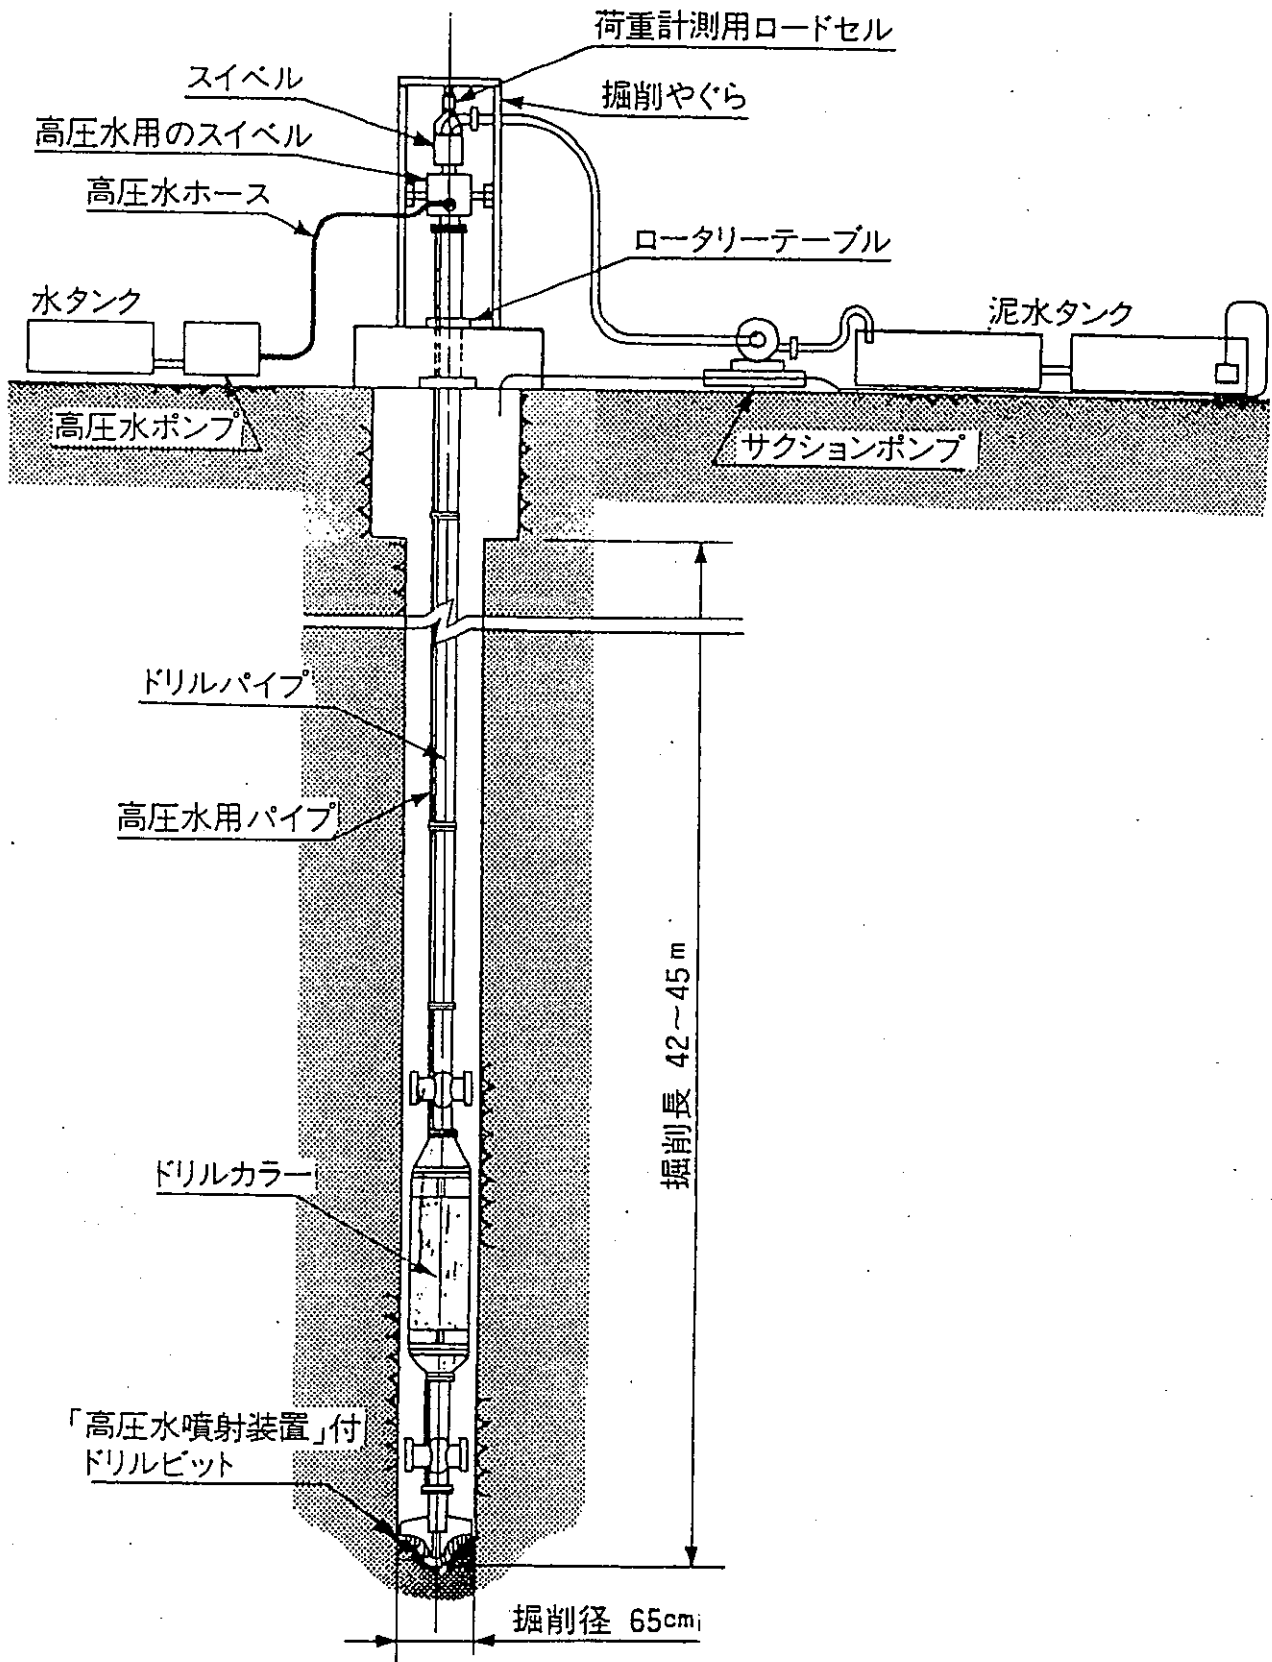 荷重計測用ロードセル
スイベル
掘削やぐら
高圧水用のスイベル
高圧水ホース
ロータリーテーブル
水タンク
泥水タンク
高圧水ポンプ
サクションポンプ
ドリルパイプ
高圧水用パイプ
掘削長 42~45m
ドリルカラー
「高圧水噴射装置」付
ドリルビット
掘削径 65cm